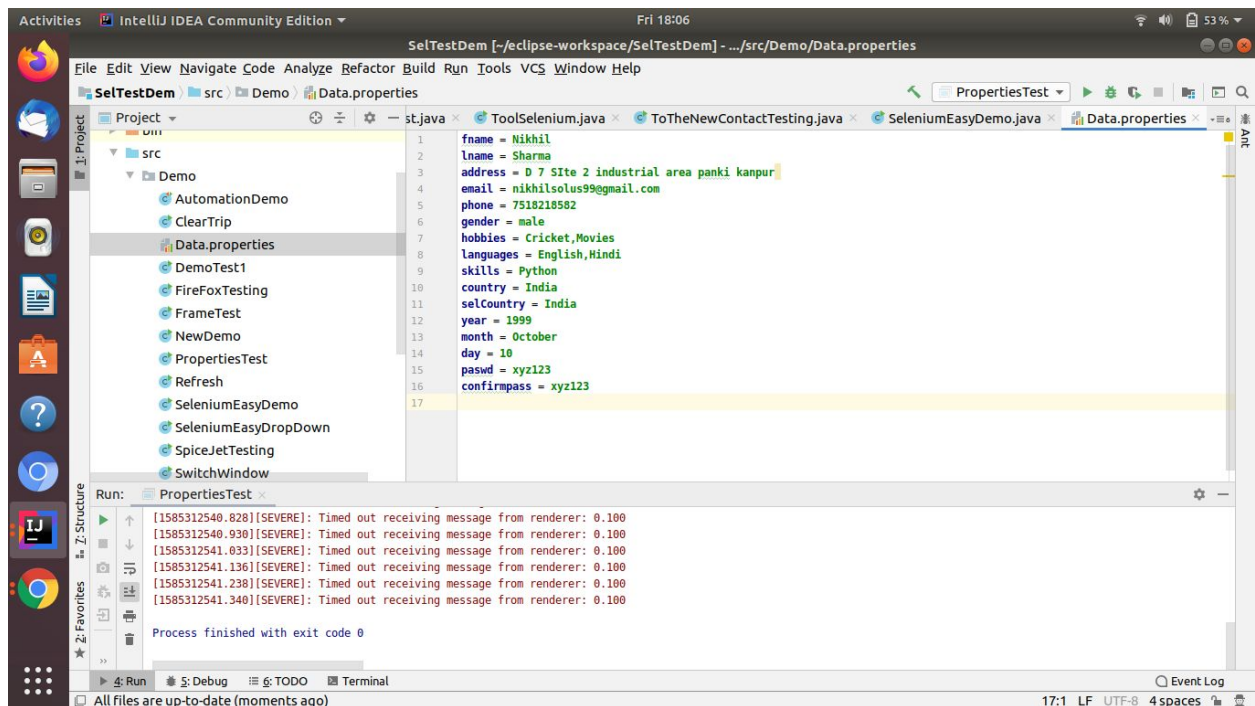 Activities IntelliJ IDEA Community Edition Fri 18:06 53 %
SelTestDem [~/eclipse-workspace/SelTestDem] - .../src/Demo/Data.properties
File Edit View Navigate Code Analyze Refactor Build Run Tools VCS Window Help
SelTestDem src Demo Data.properties PropertiesTest
Project st.java ToolSelenium.java ToTheNewContactTesting.java SeleniumEasyDemo.java Data.properties
1: Project
Ant
bin
src
Demo
AutomationDemo
ClearTrip
Data.properties
DemoTest1
FireFoxTesting
FrameTest
NewDemo
PropertiesTest
Refresh
SeleniumEasyDemo
SeleniumEasyDropDown
SpiceJetTesting
SwitchWindow
1 fname = Nikhil
2 lname = Sharma
3 address = D 7 SIte 2 industrial area panki kanpur
4 email = nikhilsolus99@gmail.com
5 phone = 7518218582
6 gender = male
7 hobbies = Cricket,Movies
8 languages = English,Hindi
9 skills = Python
10 country = India
11 selCountry = India
12 year = 1999
13 month = October
14 day = 10
15 paswd = xyz123
16 confirmpass = xyz123
17
Z: Structure
2: Favorites
Run: PropertiesTest
[1585312540.828][SEVERE]: Timed out receiving message from renderer: 0.100
[1585312540.930][SEVERE]: Timed out receiving message from renderer: 0.100
[1585312541.033][SEVERE]: Timed out receiving message from renderer: 0.100
[1585312541.136][SEVERE]: Timed out receiving message from renderer: 0.100
[1585312541.238][SEVERE]: Timed out receiving message from renderer: 0.100
[1585312541.340][SEVERE]: Timed out receiving message from renderer: 0.100
Process finished with exit code 0
4: Run 5: Debug 6: TODO Terminal Event Log
All files are up-to-date (moments ago) 17:1 LF UTF-8 4 spaces